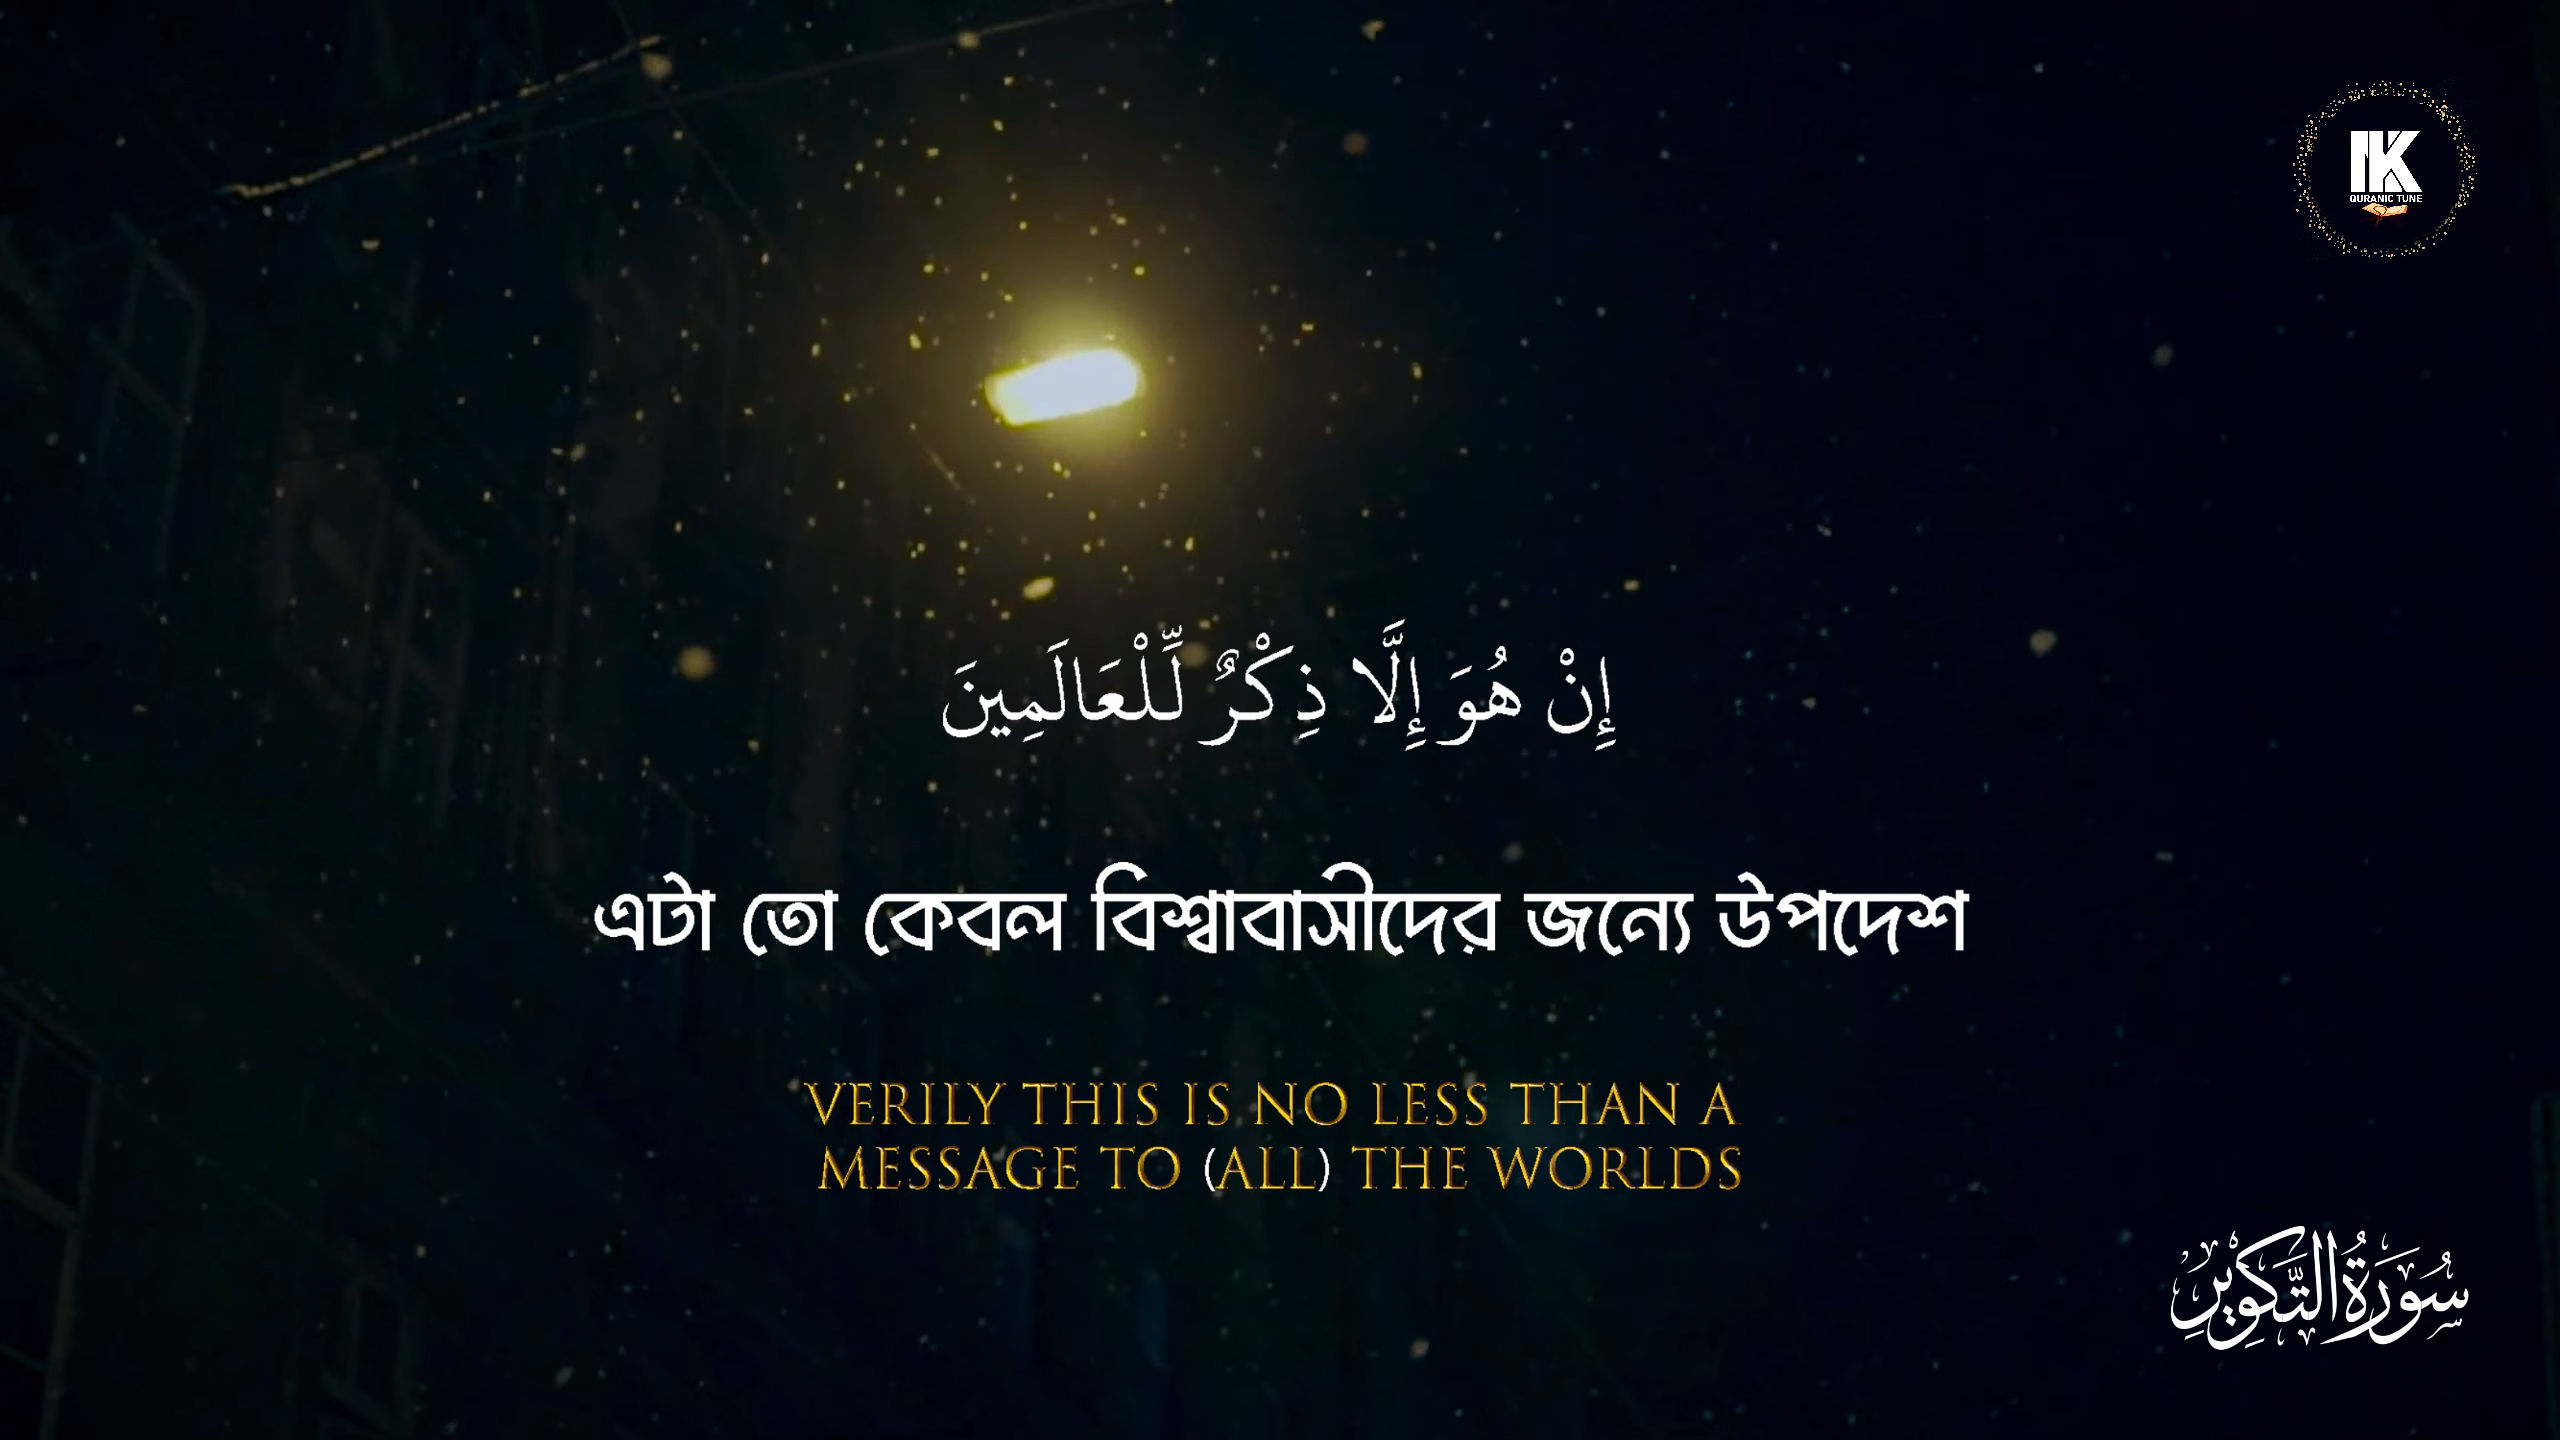 IK
QURANIC TUNE
إِنْ هُوَ إِلَّا ذِكْرٌ لِّلْعَالَمِينَ
এটা তো কেবল বিশ্বাবাসীদের জন্যে উপদেশ
VERILY THIS IS NO LESS THAN A
MESSAGE TO (ALL) THE WORLDS
سُورَةُ التَّكْوِيرِ